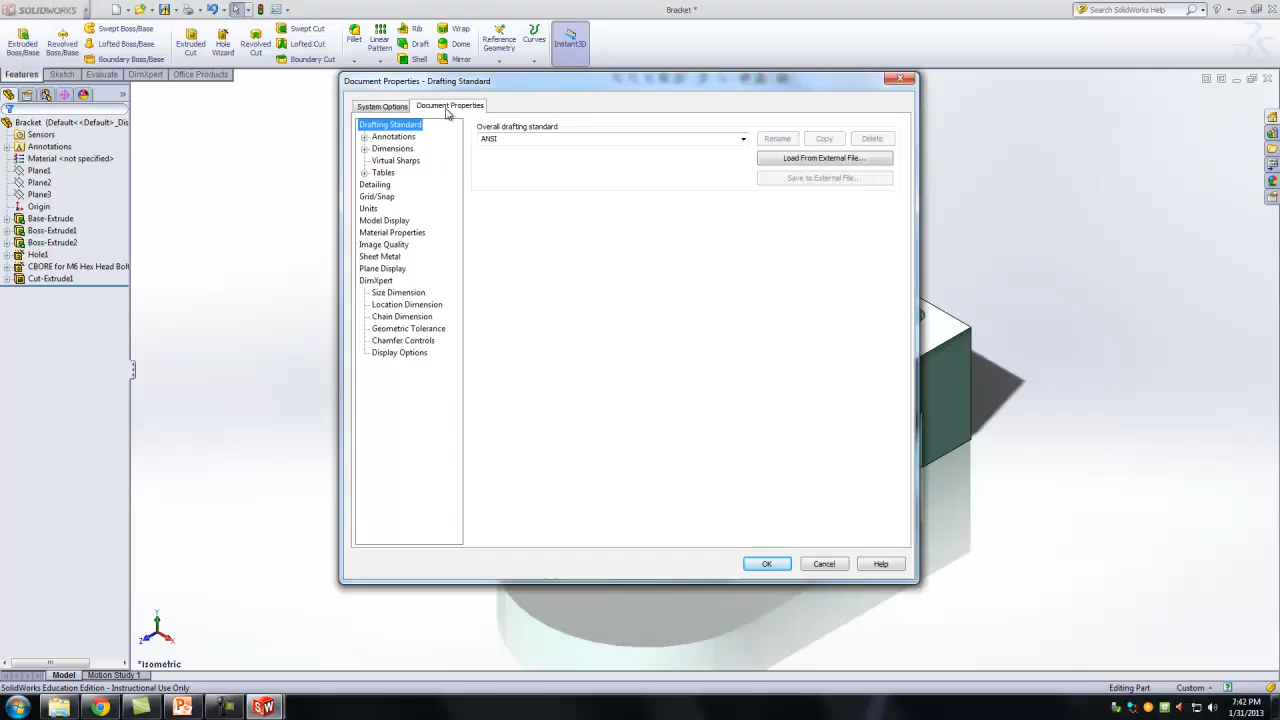 SOLIDWORKS
Bracket *
Search SolidWorks Help
Extruded Boss/Base
Revolved Boss/Base
Swept Boss/Base
Lofted Boss/Base
Boundary Boss/Base
Extruded Cut
Hole Wizard
Revolved Cut
Swept Cut
Lofted Cut
Boundary Cut
Fillet
Linear Pattern
Rib
Draft
Shell
Wrap
Dome
Mirror
Reference Geometry
Curves
Instant3D
Features
Sketch
Evaluate
DimXpert
Office Products
Bracket (Default<<Default>_Dis
Sensors
Annotations
Material <not specified>
Plane1
Plane2
Plane3
Origin
Base-Extrude
Boss-Extrude1
Boss-Extrude2
Hole1
CBORE for M6 Hex Head Bolt
Cut-Extrude1
Document Properties - Drafting Standard
System Options
Document Properties
Drafting Standard
Annotations
Dimensions
Virtual Sharps
Tables
Detailing
Grid/Snap
Units
Model Display
Material Properties
Image Quality
Sheet Metal
Plane Display
DimXpert
Size Dimension
Location Dimension
Chain Dimension
Geometric Tolerance
Chamfer Controls
Display Options
Overall drafting standard
ANSI
Rename
Copy
Delete
Load From External File...
Save to External File...
OK
Cancel
Help
Y
Z
X
*Isometric
Model
Motion Study 1
SolidWorks Education Edition - Instructional Use Only
Editing Part
Custom
7:42 PM
1/31/2013